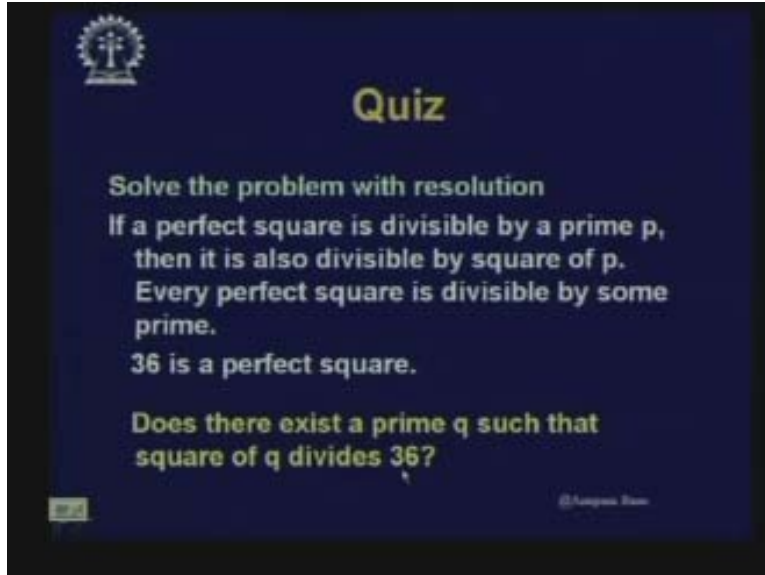 Quiz
Solve the problem with resolution
If a perfect square is divisible by a prime p,
then it is also divisible by square of p.
Every perfect square is divisible by some
prime.
36 is a perfect square.
Does there exist a prime q such that
square of q divides 36?